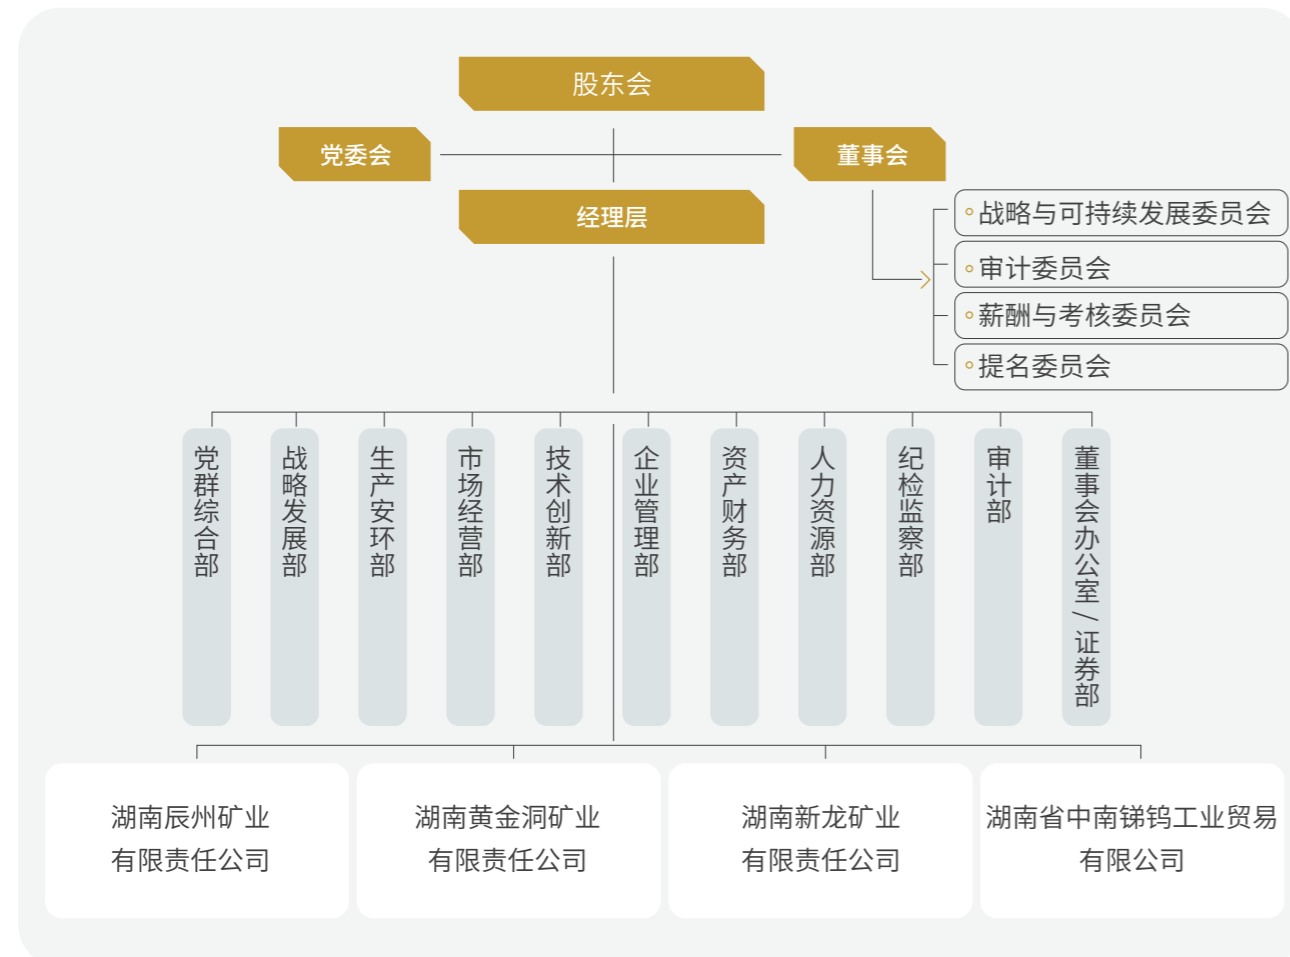 股东会
党委会
董事会
经理层
战略与可持续发展委员会
审计委员会
薪酬与考核委员会
提名委员会
党群综合部
战略发展部
生产安环部
市场经营部
技术创新部
企业管理部
资产财务部
人力资源部
纪检监察部
审计部
董事会办公室/证券部
湖南辰州矿业
有限责任公司
湖南黄金洞矿业
有限责任公司
湖南新龙矿业
有限责任公司
湖南省中南锑钨工业贸易
有限公司